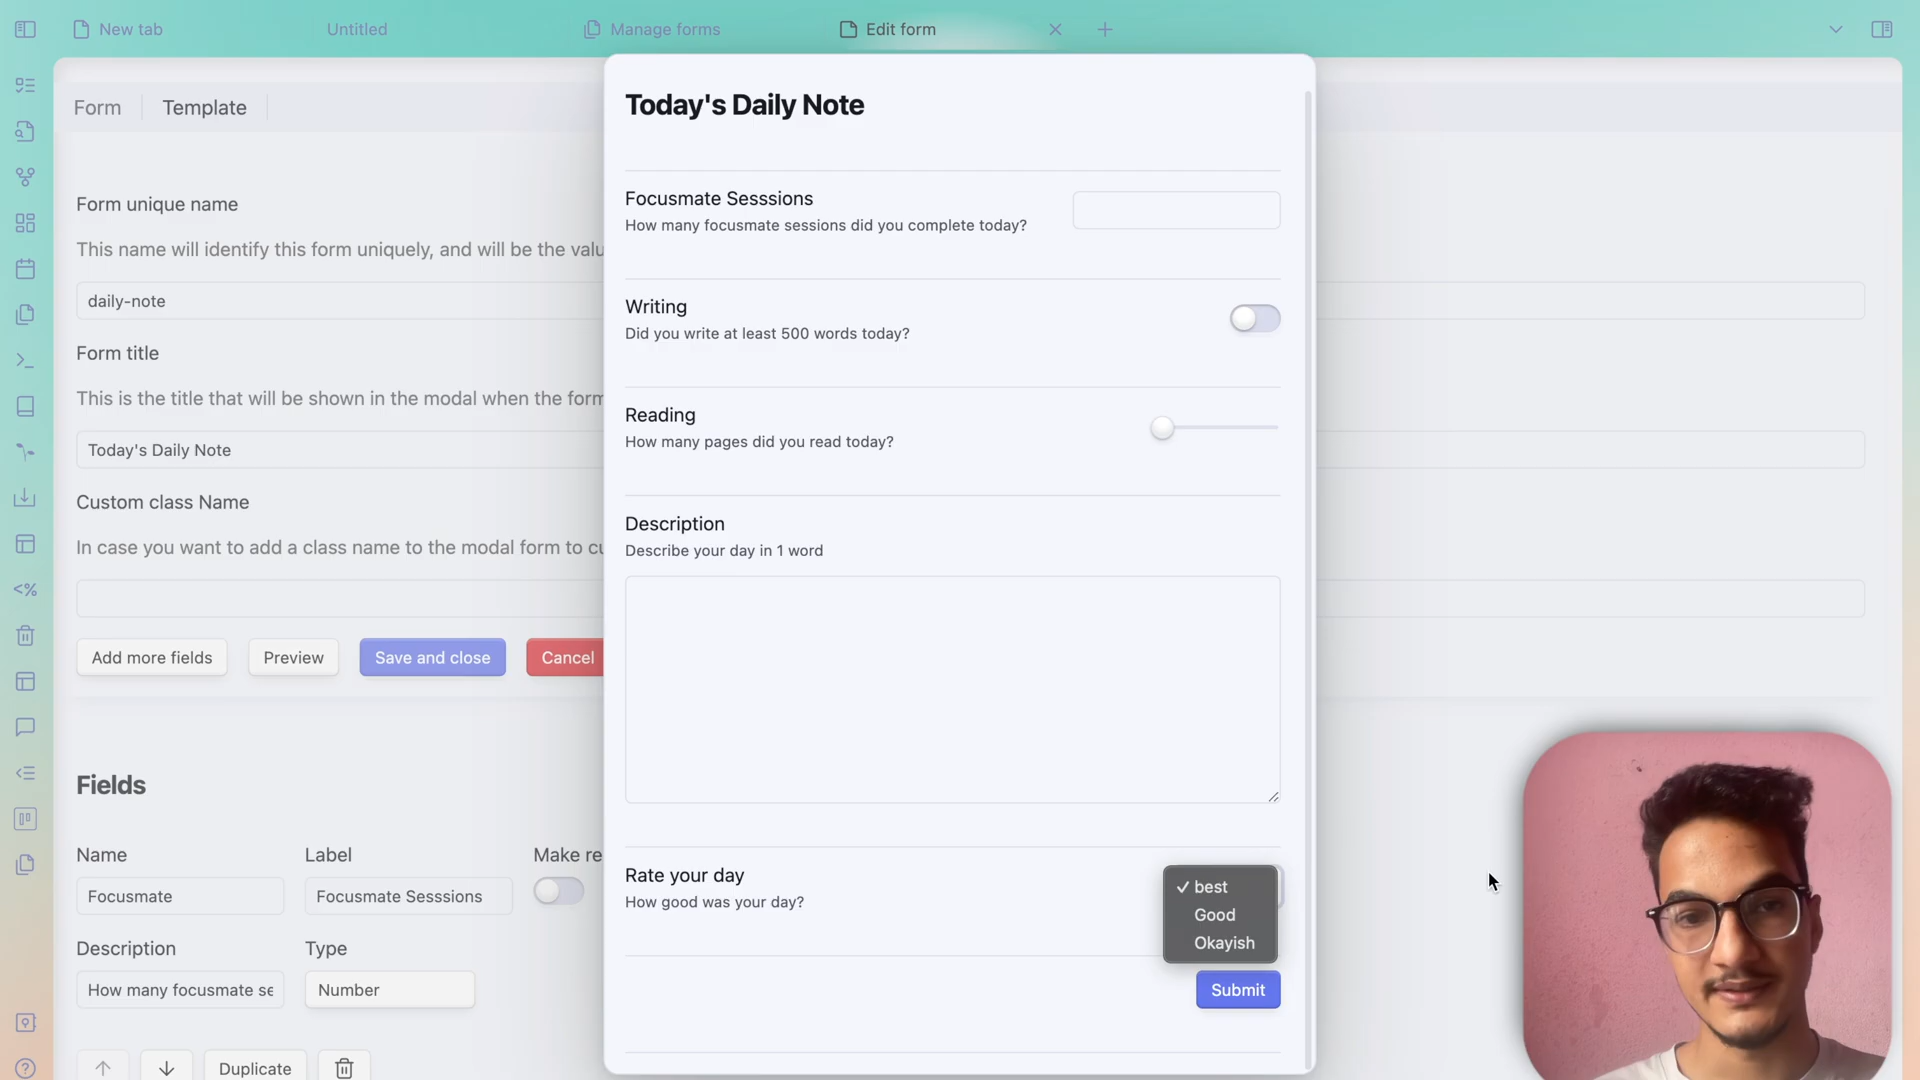 New tab
Untitled
Manage forms
Edit form
Form
Template
Form unique name
This name will identify this form uniquely, and will be the valu
daily-note
Form title
This is the title that will be shown in the modal when the form
Today's Daily Note
Custom class Name
In case you want to add a class name to the modal form to cu
Add more fields
Preview
Save and close
Cancel
Fields
Name
Label
Make re
Focusmate
Focusmate Sesssions
Description
Type
How many focusmate se
Number
Duplicate
Today's Daily Note
Focusmate Sesssions
How many focusmate sessions did you complete today?
Writing
Did you write at least 500 words today?
Reading
How many pages did you read today?
Description
Describe your day in 1 word
Rate your day
How good was your day?
✓ best
Good
Okayish
Submit